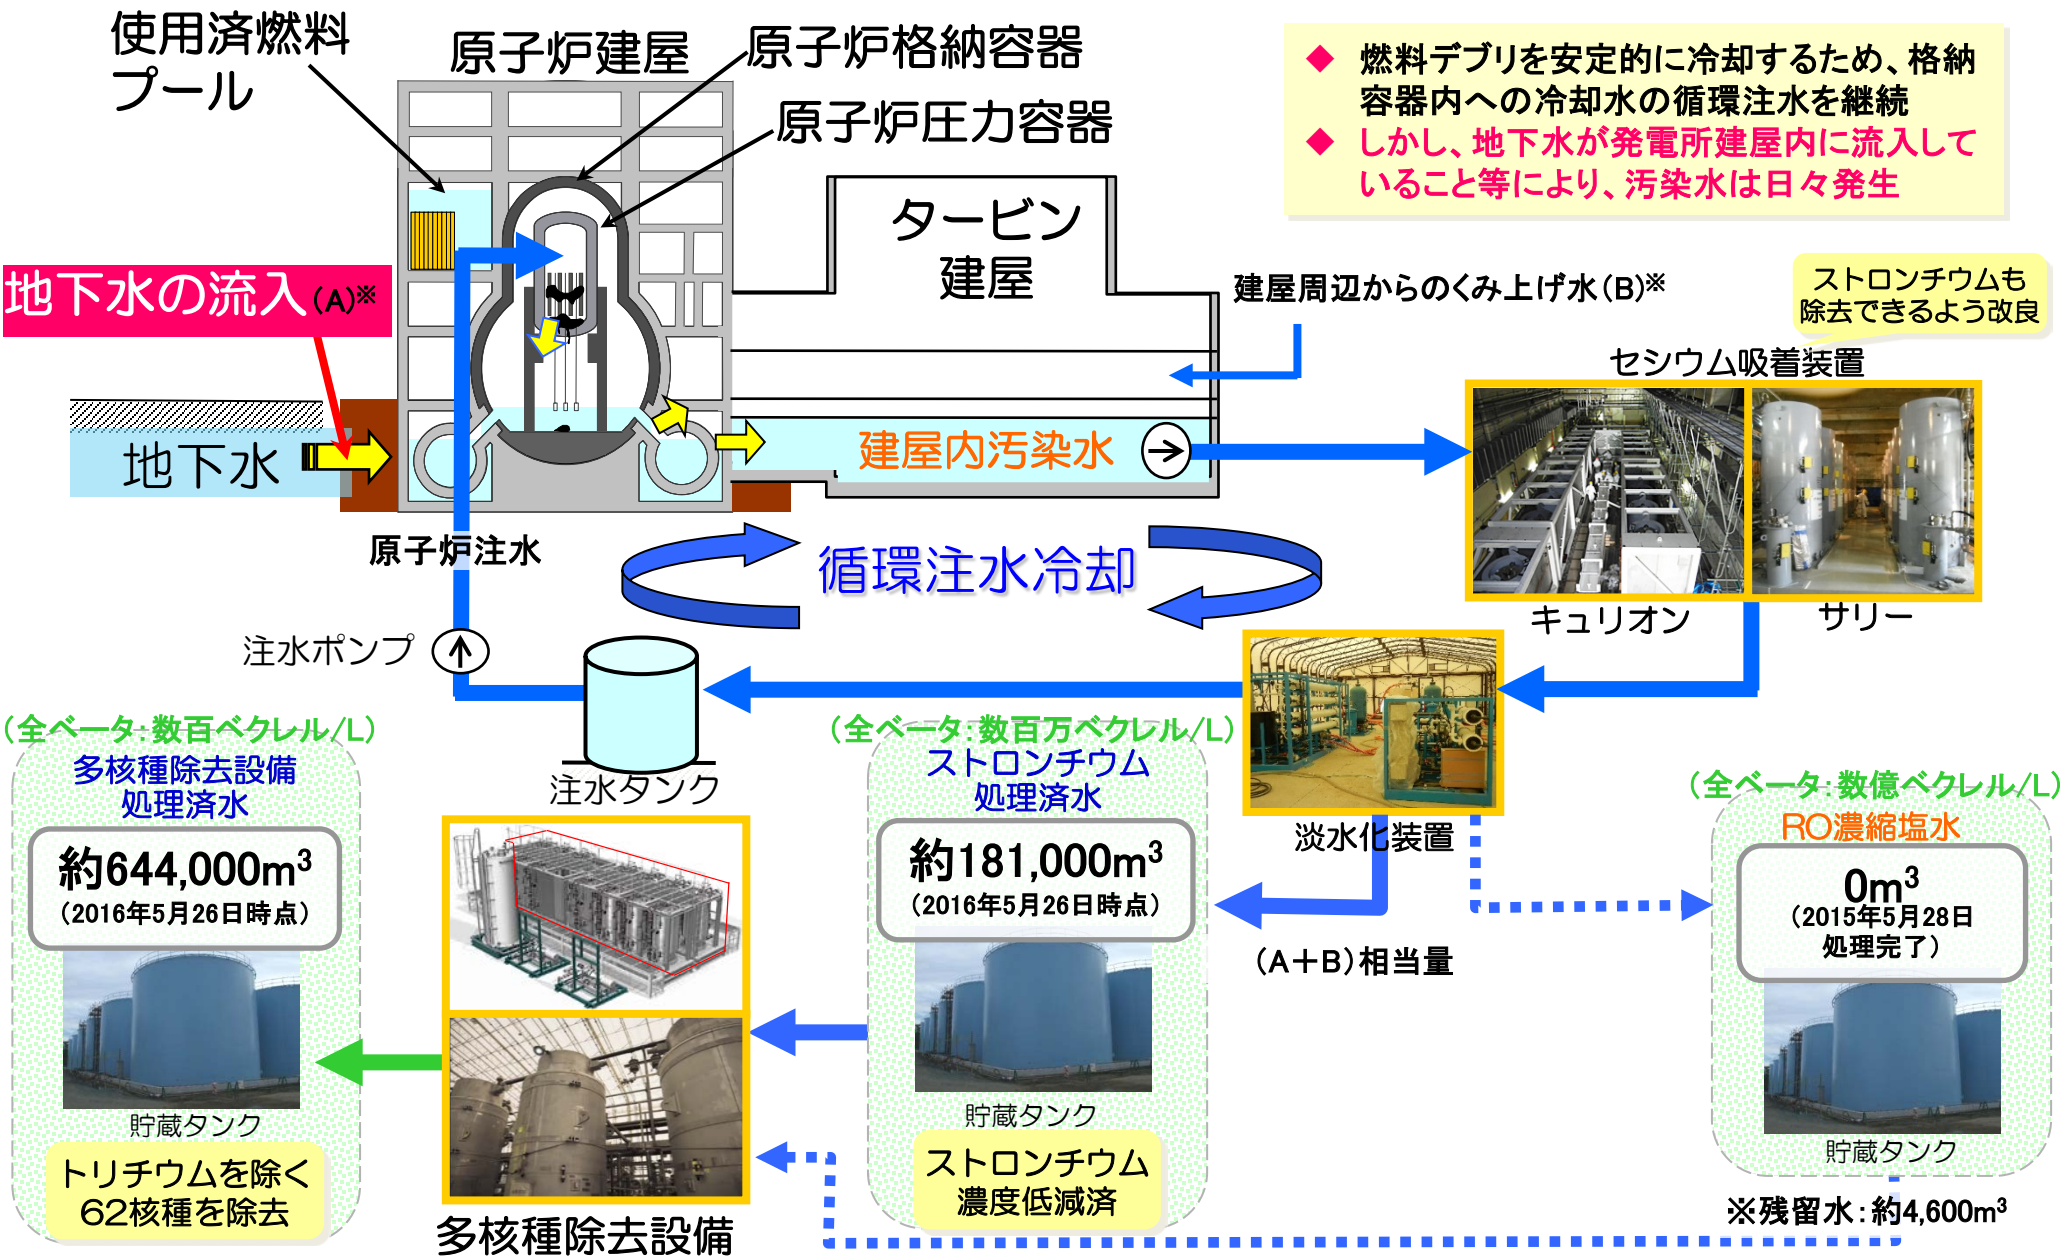 使用済燃料
プール
原子炉建屋
原子炉格納容器
原子炉圧力容器
◆ 燃料デブリを安定的に冷却するため、格納
容器内への冷却水の循環注水を継続
◆ しかし、地下水が発電所建屋内に流入して
いること等により、汚染水は日々発生
タービン
建屋
地下水の流入(A)※
建屋周辺からのくみ上げ水(B)※
ストロンチウムも
除去できるよう改良
セシウム吸着装置
地下水
建屋内汚染水
原子炉注水
循環注水冷却
キュリオン
サリー
注水ポンプ
注水タンク
(全ベータ:数百ベクレル/L)
多核種除去設備
処理済水
約644,000m³
(2016年5月26日時点)
貯蔵タンク
トリチウムを除く
62核種を除去
多核種除去設備
(全ベータ:数百万ベクレル/L)
ストロンチウム
処理済水
約181,000m³
(2016年5月26日時点)
貯蔵タンク
ストロンチウム
濃度低減済
淡水化装置
(A+B)相当量
(全ベータ:数億ベクレル/L)
RO濃縮塩水
0m³
(2015年5月28日
処理完了)
貯蔵タンク
※残留水:約4,600m³